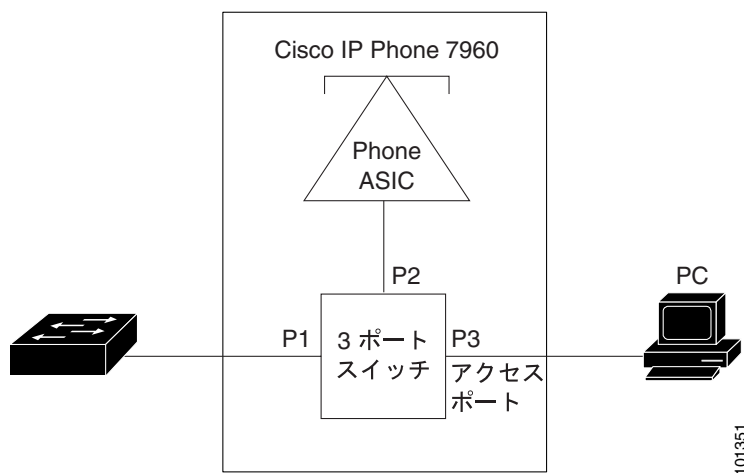 Cisco IP Phone 7960
Phone
ASIC
P2
PC
P1
3 ポート
スイッチ
P3
アクセス
ポート
101351